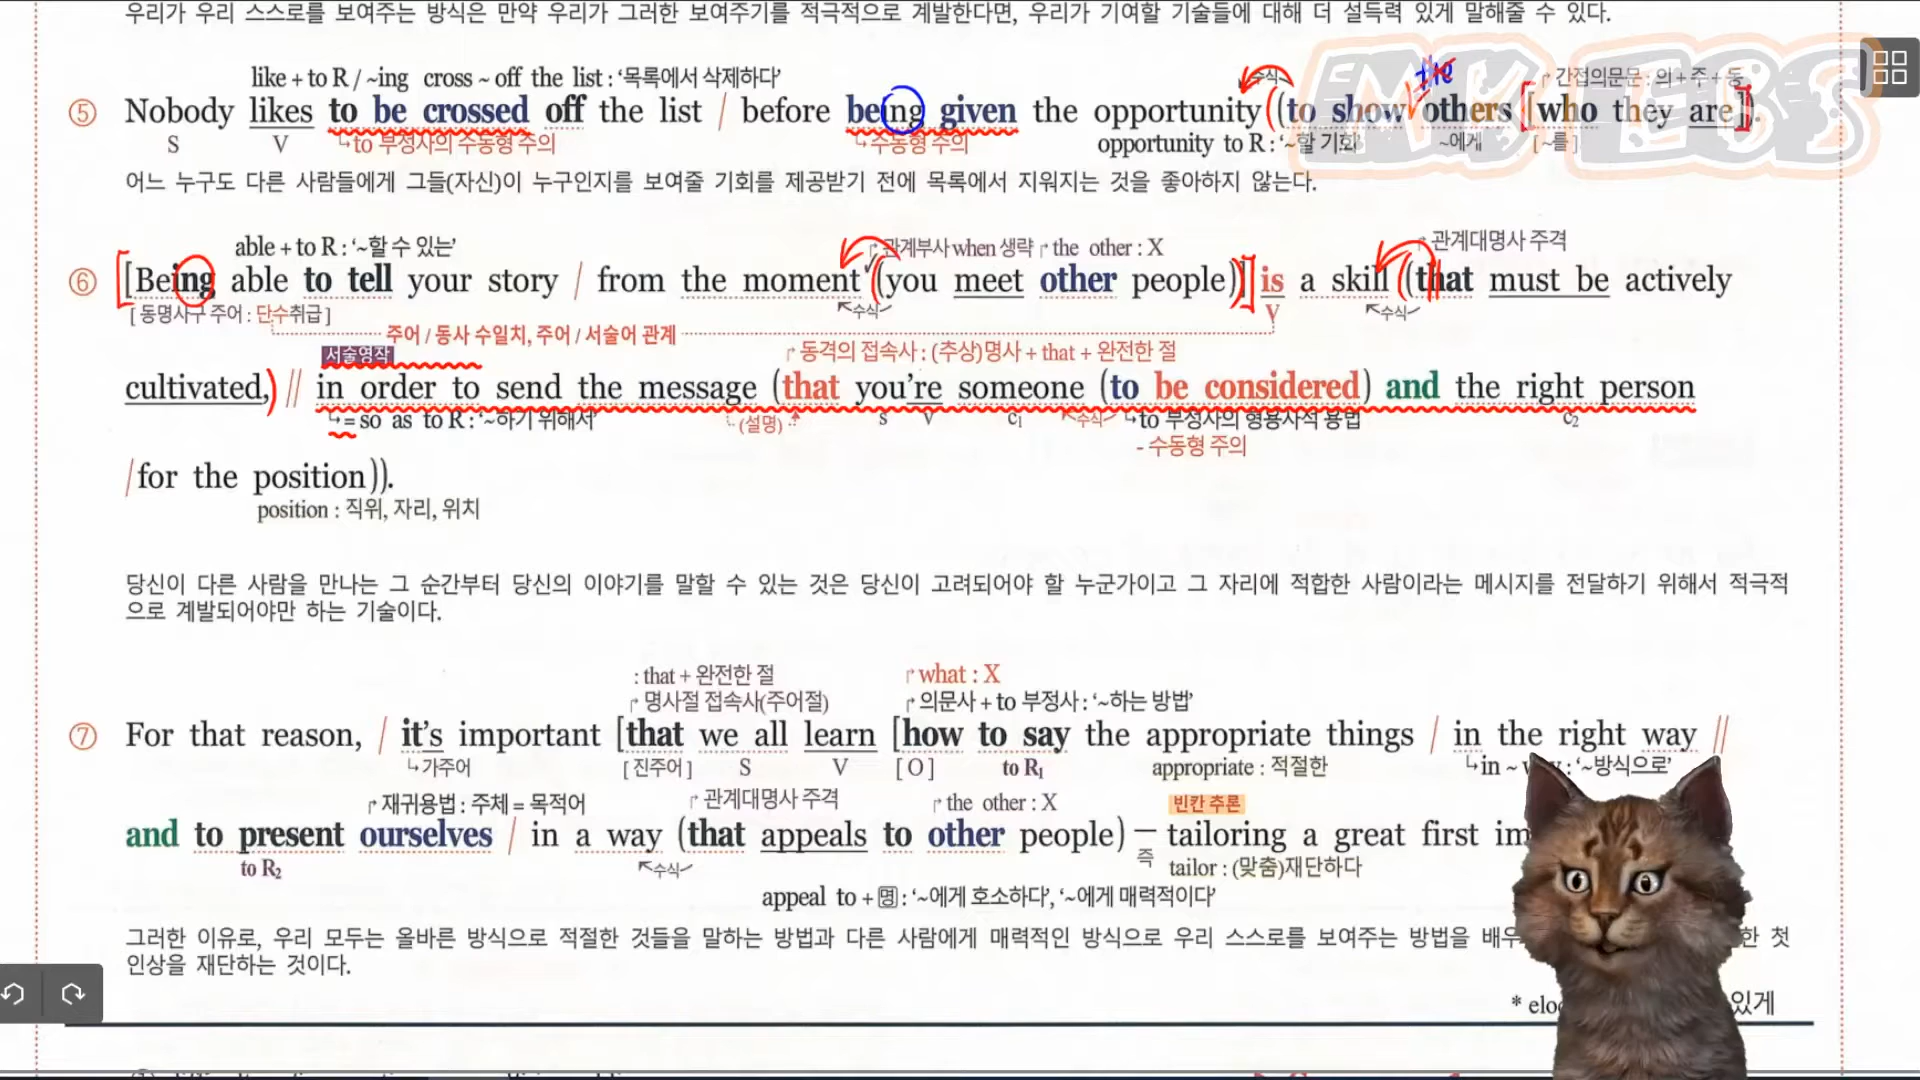 우리가 우리 스스로를 보여주는 방식은 만약 우리가 그러한 보여주기를 적극적으로 계발한다면, 우리가 기여할 기술들에 대해 더 설득력 있게 말해줄 수 있다.
MK EBS
like + to R / ~ing cross ~ off the list : ‘목록에서 삭제하다’ 수식 the 간접의문문 : 의 + 주 + 동
⑤ Nobody likes to be crossed off the list / before being given the opportunity ((to show others [who they are]).
S V to 부정사의 수동형 주의 수동형 주의 opportunity to R : ‘~할 기회’ ~에게 [ ~를 ]
어느 누구도 다른 사람들에게 그들(자신)이 누구인지를 보여줄 기회를 제공받기 전에 목록에서 지워지는 것을 좋아하지 않는다.
able + to R : ‘~할 수 있는’ 관계부사 when 생략 the other : X 관계대명사 주격
⑥ [Being able to tell your story / from the moment (you meet other people)] is a skill (that must be actively
[ 동명사구 주어 : 단수취급 ] 수식 V 수식
주어 / 동사 수일치, 주어 / 서술어 관계
서술영작 동격의 접속사 : (추상)명사 + that + 완전한 절
cultivated,) // in order to send the message (that you’re someone (to be considered) and the right person
= so as to R : ‘~하기 위해서’ (설명) S V C₁ 수식 to 부정사의 형용사적 용법 C₂
- 수동형 주의
/ for the position)).
position : 직위, 자리, 위치
당신이 다른 사람을 만나는 그 순간부터 당신의 이야기를 말할 수 있는 것은 당신이 고려되어야 할 누군가이고 그 자리에 적합한 사람이라는 메시지를 전달하기 위해서 적극적
으로 계발되어야만 하는 기술이다.
: that + 완전한 절 what : X
명사절 접속사(주어절) 의문사 + to 부정사 : ‘~하는 방법’
⑦ For that reason, / it’s important [that we all learn [how to say the appropriate things / in the right way //
가주어 [ 진주어 ] S V [ O ] to R₁ appropriate : 적절한 in ~ : ‘~방식으로’
재귀용법 : 주체 = 목적어 관계대명사 주격 the other : X 빈칸 추론
and to present ourselves / in a way (that appeals to other people) – tailoring a great first im
to R₂ 수식 즉 tailor : (맞춤)재단하다
appeal to + 명 : ‘~에게 호소하다’, ‘~에게 매력적이다’
그러한 이유로, 우리 모두는 올바른 방식으로 적절한 것들을 말하는 방법과 다른 사람에게 매력적인 방식으로 우리 스스로를 보여주는 방법을 배우 한 첫
인상을 재단하는 것이다.
* elo 있게